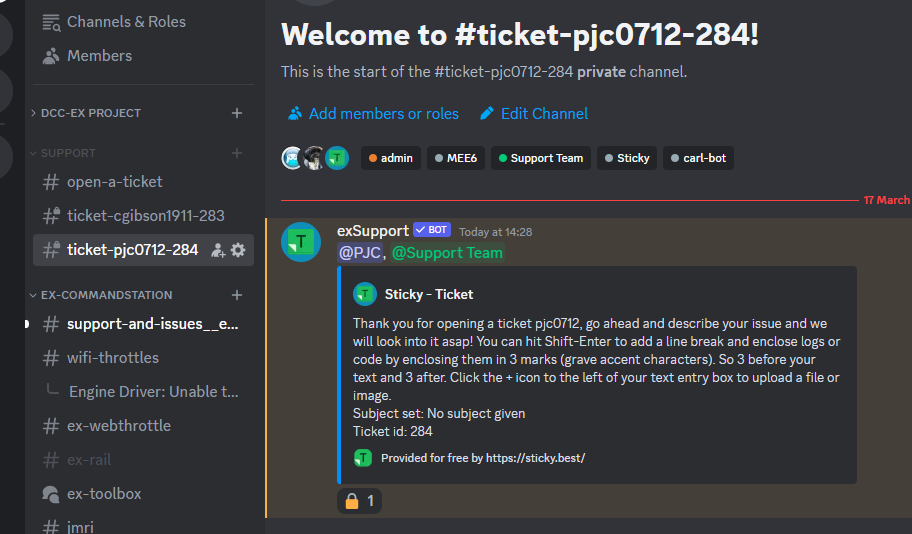 Channels & Roles
Members
DCC-EX PROJECT
SUPPORT
open-a-ticket
ticket-cgibson1911-283
ticket-pjc0712-284
EX-COMMANDSTATION
support-and-issues__e...
wifi-throttles
Engine Driver: Unable t...
ex-webthrottle
ex-rail
ex-toolbox
jmri
Welcome to #ticket-pjc0712-284!
This is the start of the #ticket-pjc0712-284 private channel.
Add members or roles Edit Channel
admin MEE6 Support Team Sticky carl-bot
17 March
exSupport BOT Today at 14:28
@PJC, @Support Team
Sticky - Ticket
Thank you for opening a ticket pjc0712, go ahead and describe your issue and we
will look into it asap! You can hit Shift-Enter to add a line break and enclose logs or
code by enclosing them in 3 marks (grave accent characters). So 3 before your
text and 3 after. Click the + icon to the left of your text entry box to upload a file or
image.
Subject set: No subject given
Ticket id: 284
Provided for free by https://sticky.best/
1